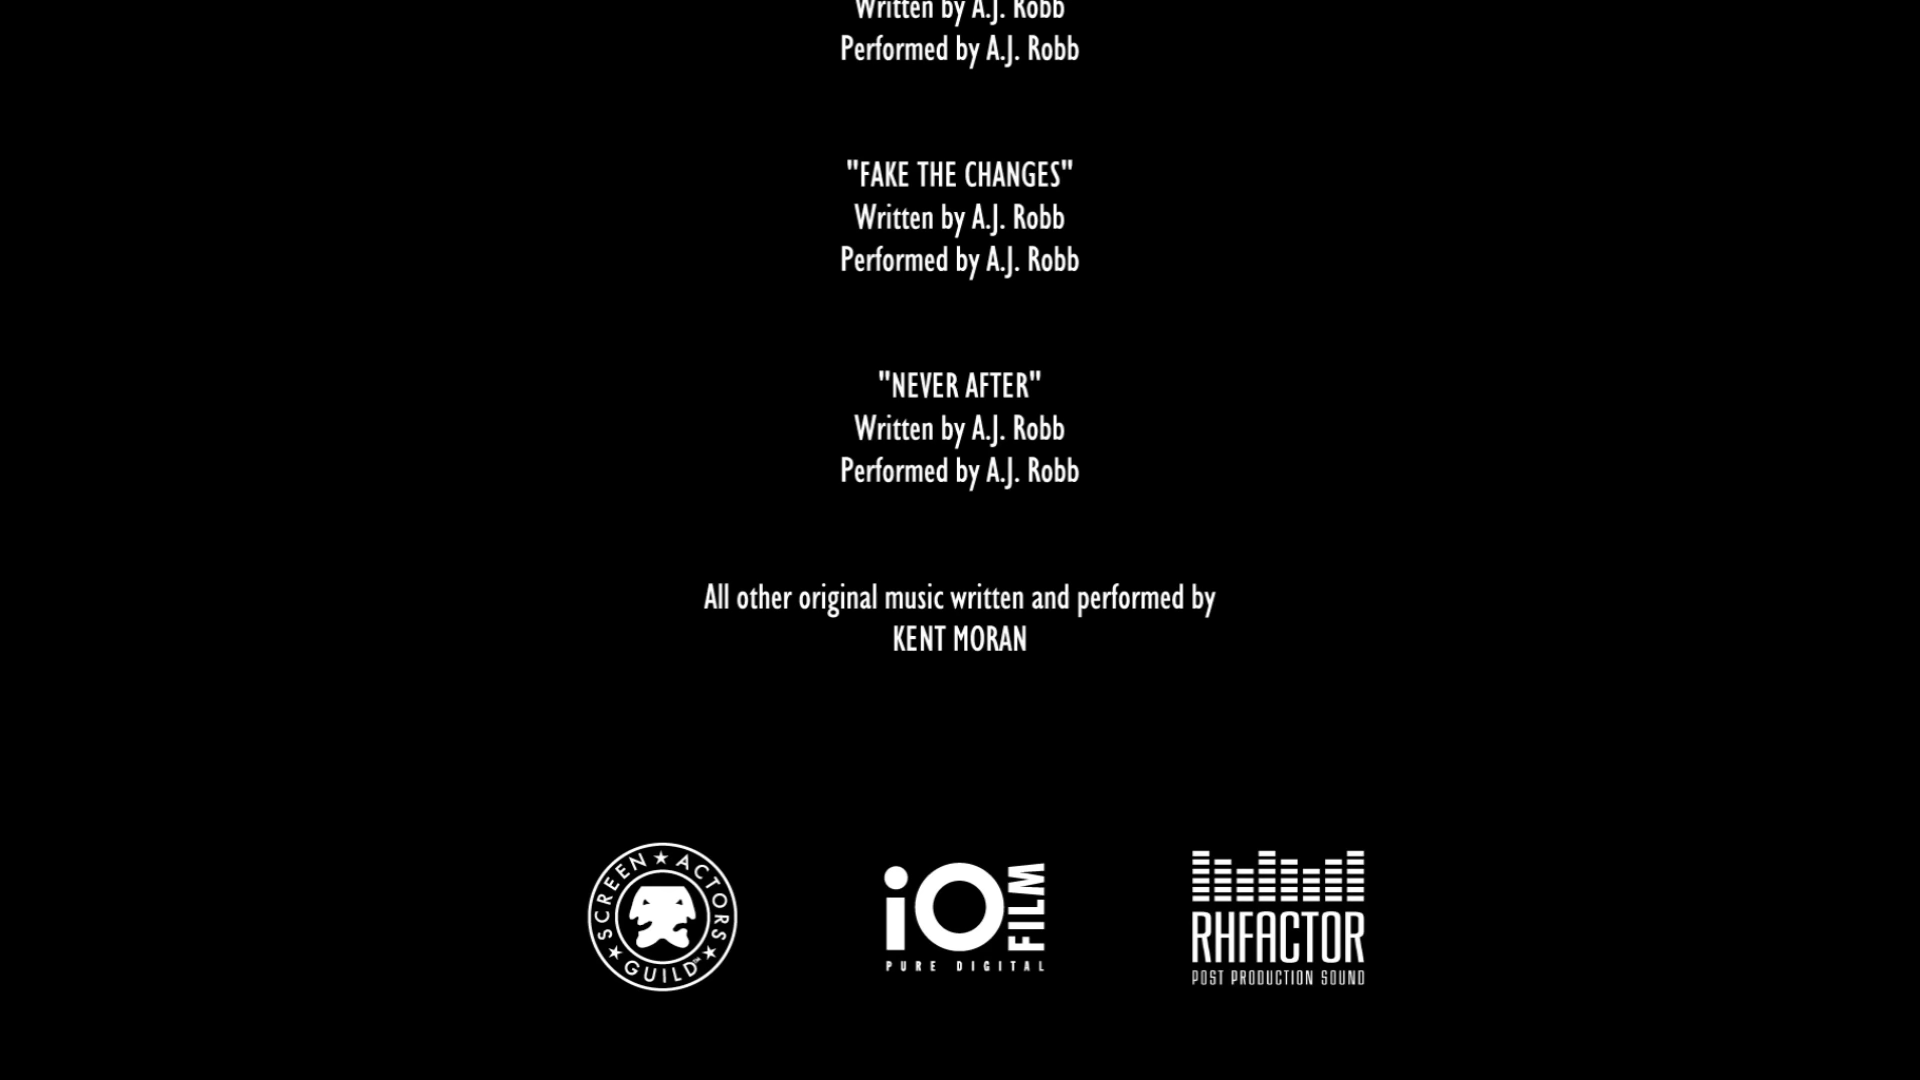 Written by A.J. Robb
Performed by A.J. Robb
"FAKE THE CHANGES"
Written by A.J. Robb
Performed by A.J. Robb
"NEVER AFTER"
Written by A.J. Robb
Performed by A.J. Robb
All other original music written and performed by
KENT MORAN
SCREEN ACTORS GUILD™
iO FILM
PURE DIGITAL
RHFACTOR
POST PRODUCTION SOUND